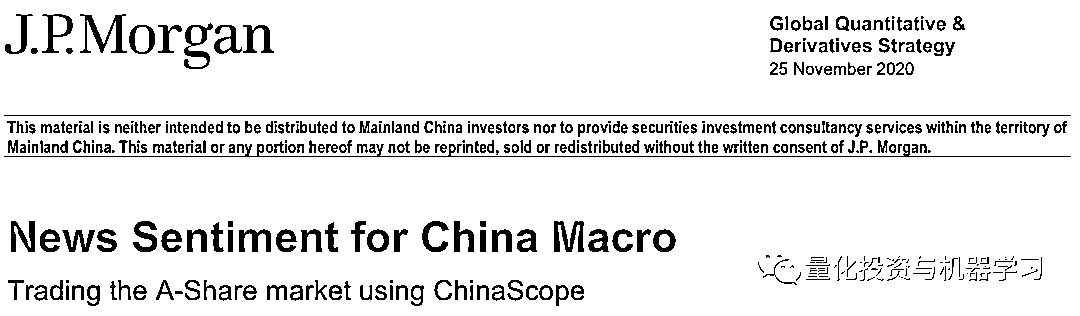 J.P.Morgan
Global Quantitative &
Derivatives Strategy
25 November 2020
This material is neither intended to be distributed to Mainland China investors nor to provide securities investment consultancy services within the territory of
Mainland China. This material or any portion hereof may not be reprinted, sold or redistributed without the written consent of J.P. Morgan.
News Sentiment for China Macro
Trading the A-Share market using ChinaScope
量化投资与机器学习